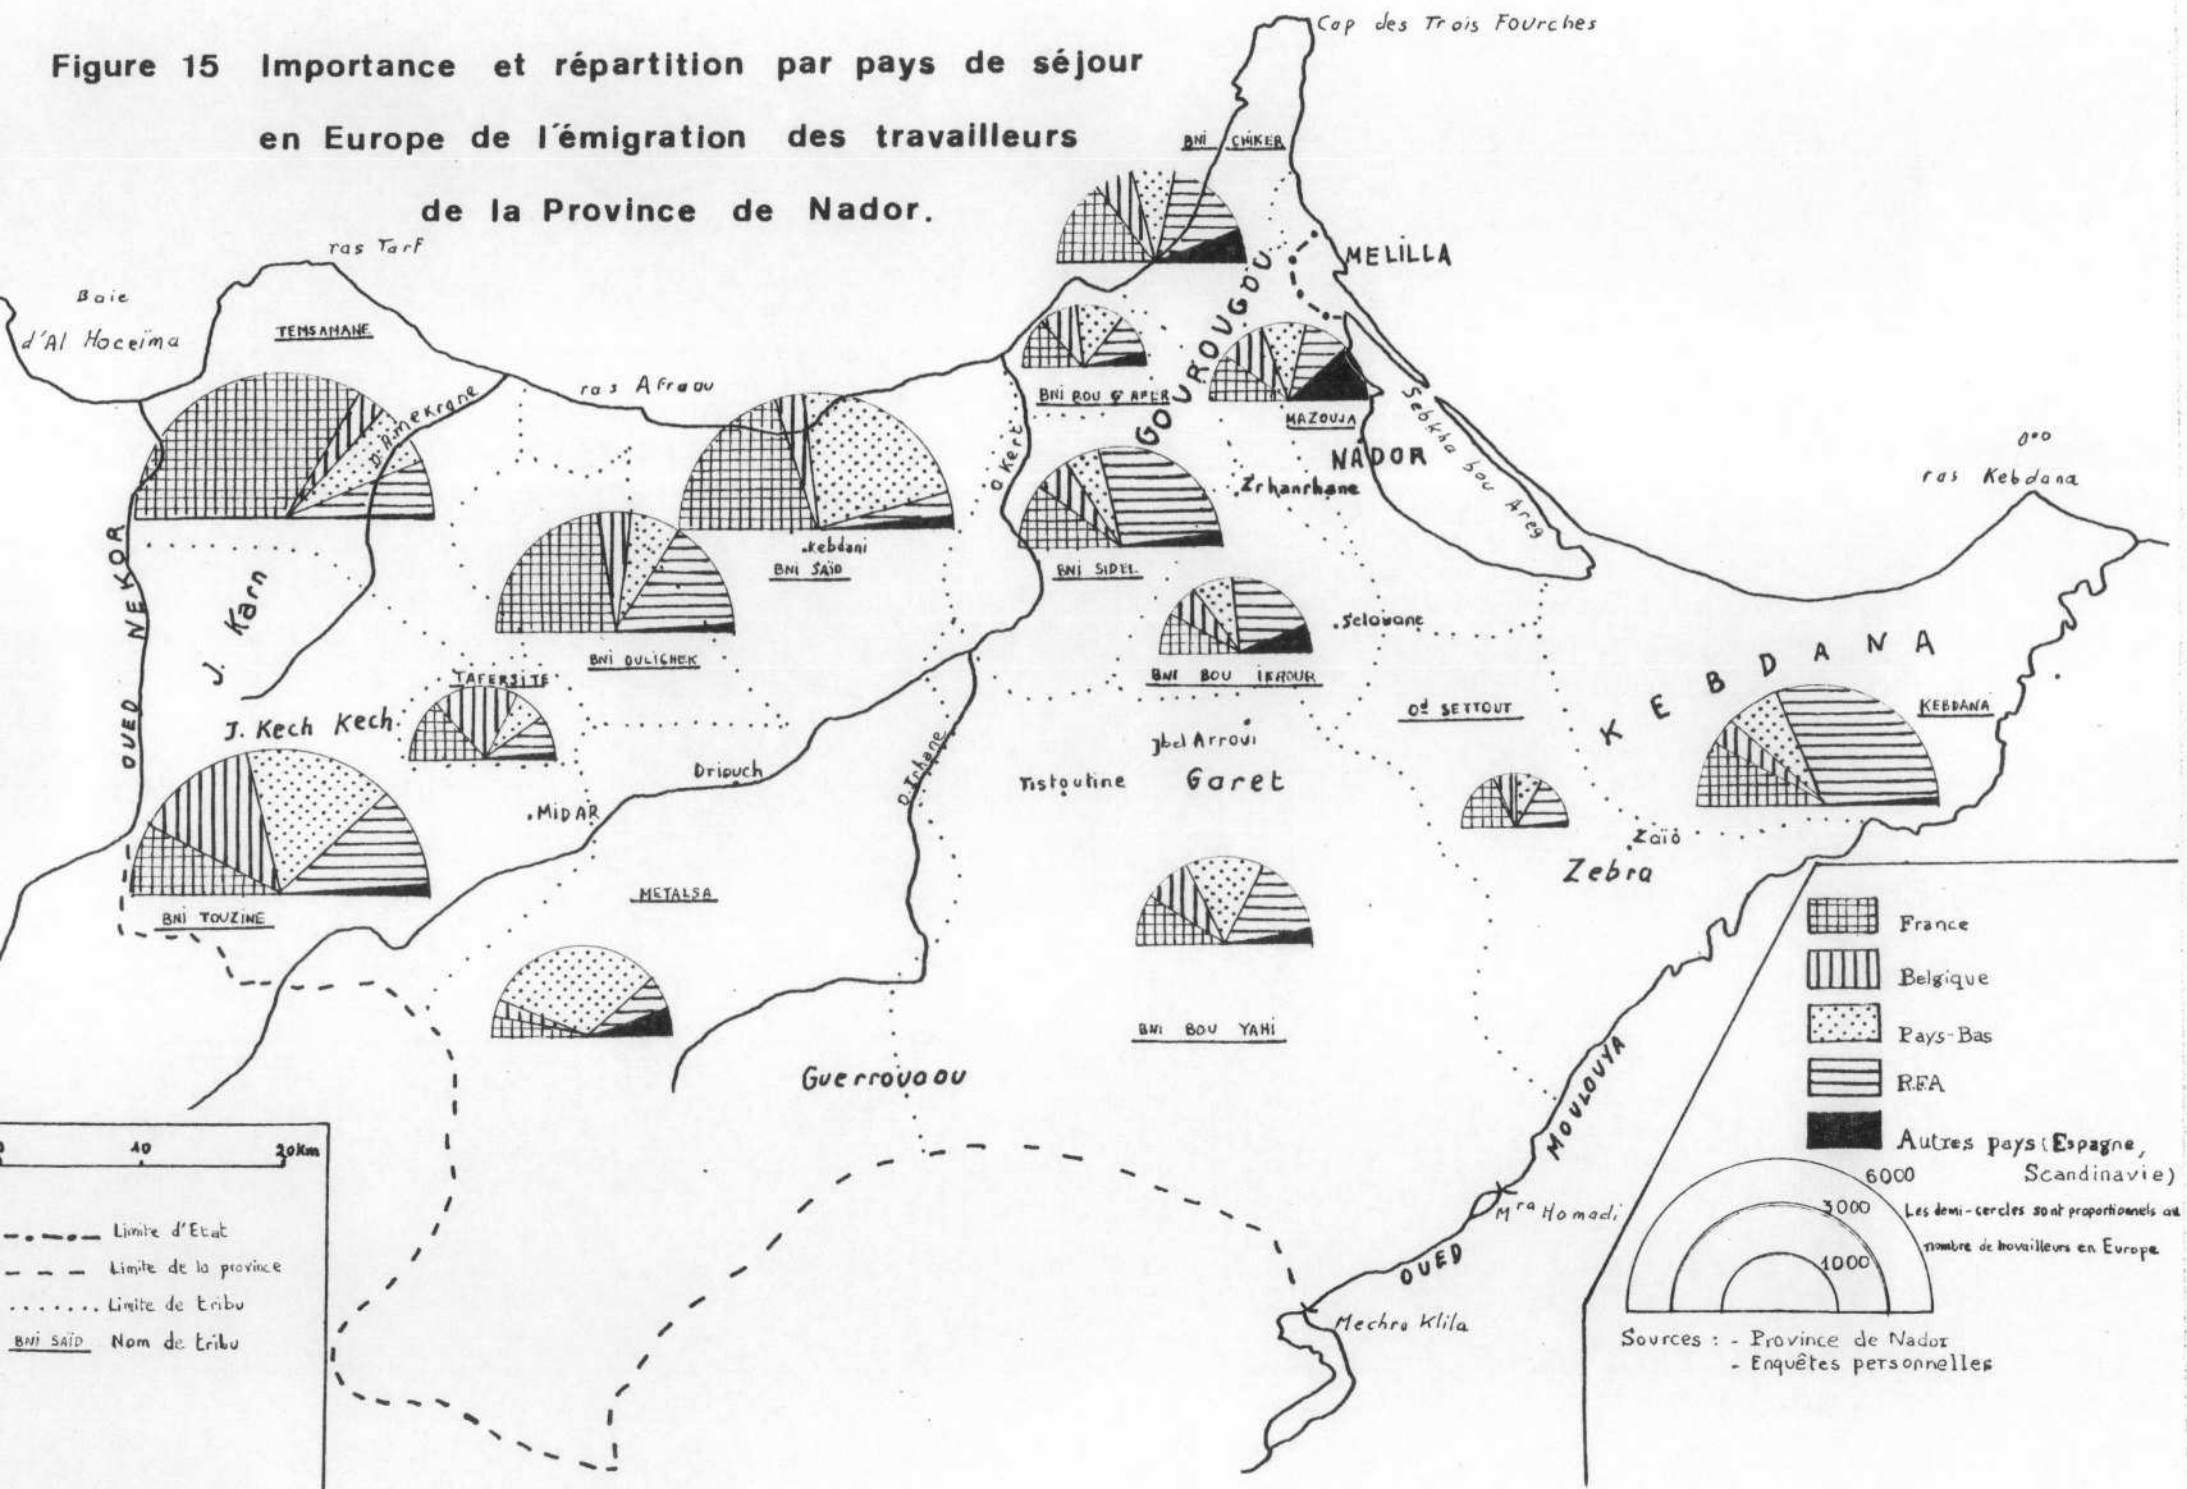 Figure 15 Importance et répartition par pays de séjour
en Europe de l'émigration des travailleurs
de la Province de Nador.
Cap des Trois Fourches
BNI CHIKER
ras Tarf
Baie
d'Al Hoceïma
TEMSAMANE
MELILLA
GOUROUGOU
ras Afraou
O. Amekrane
BNI BOU G AFER
MAZOUJA
NADOR
Sebkha bou Areg
O Kert
Zrhanrhane
ras Kebdana
OUED NEKOR
J. Karn
.Kebdani
BNI SAÏD
BNI SIDEL
.Selouane
BNI OULICHEK
TAFERSITE
BNI BOU IFROUR
Od SETTOUT
KEBDANA
KEBDANA
J. Kech Kech
Driouch
O. Irhane
Jbel Arroui
Tistoutine
Garet
.MIDAR
Zaïo
Zebra
METALSA
BNI TOUZINE
BNI BOU YAHI
Guerrouaou
OUED MOULOUYA
Mra Homadi
Mechra Klila
France
Belgique
Pays-Bas
RFA
Autres pays (Espagne,
Scandinavie)
6000
3000
1000
Les demi-cercles sont proportionnels au
nombre de travailleurs en Europe
Sources : - Province de Nador
- Enquêtes personnelles
0 10 20Km
Limite d'Etat
Limite de la province
Limite de tribu
BNI SAÏD Nom de tribu